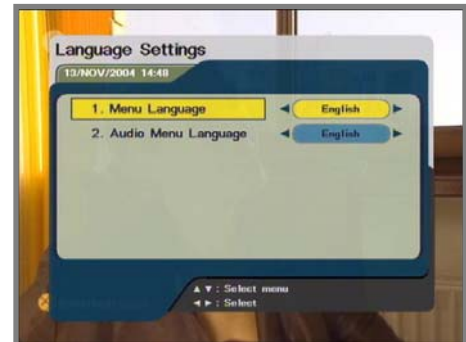 Language Settings
13/NOV/2004 14:48
1. Menu Language ◄ English ►
2. Audio Menu Language ◄ English ►
▲ ▼ : Select menu
◄ ► : Select